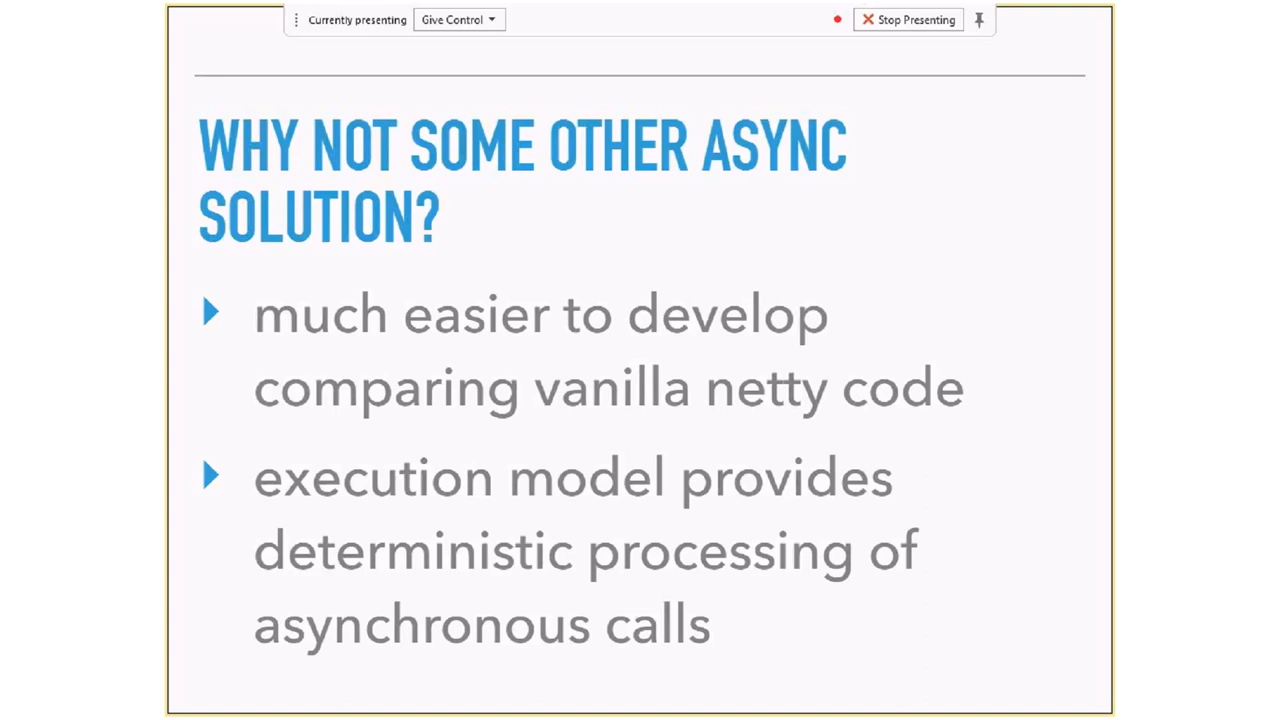 Currently presenting Give Control Stop Presenting
WHY NOT SOME OTHER ASYNC
SOLUTION?
much easier to develop
comparing vanilla netty code
execution model provides
deterministic processing of
asynchronous calls